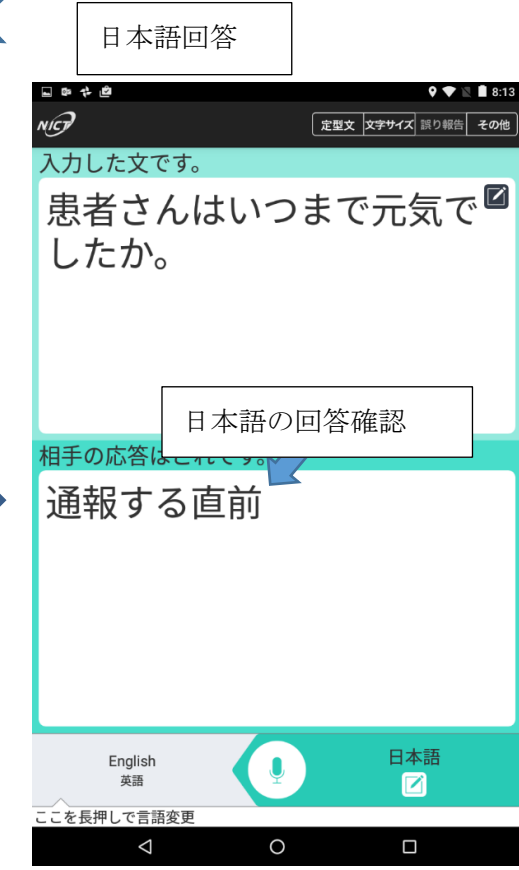 日本語回答
8:13
NICT
定型文 文字サイズ 誤り報告 その他
入力した文です。
患者さんはいつまで元気で
したか。
日本語の回答確認
相手の応答はこれです。
通報する直前
English
英語
日本語
ここを長押しで言語変更